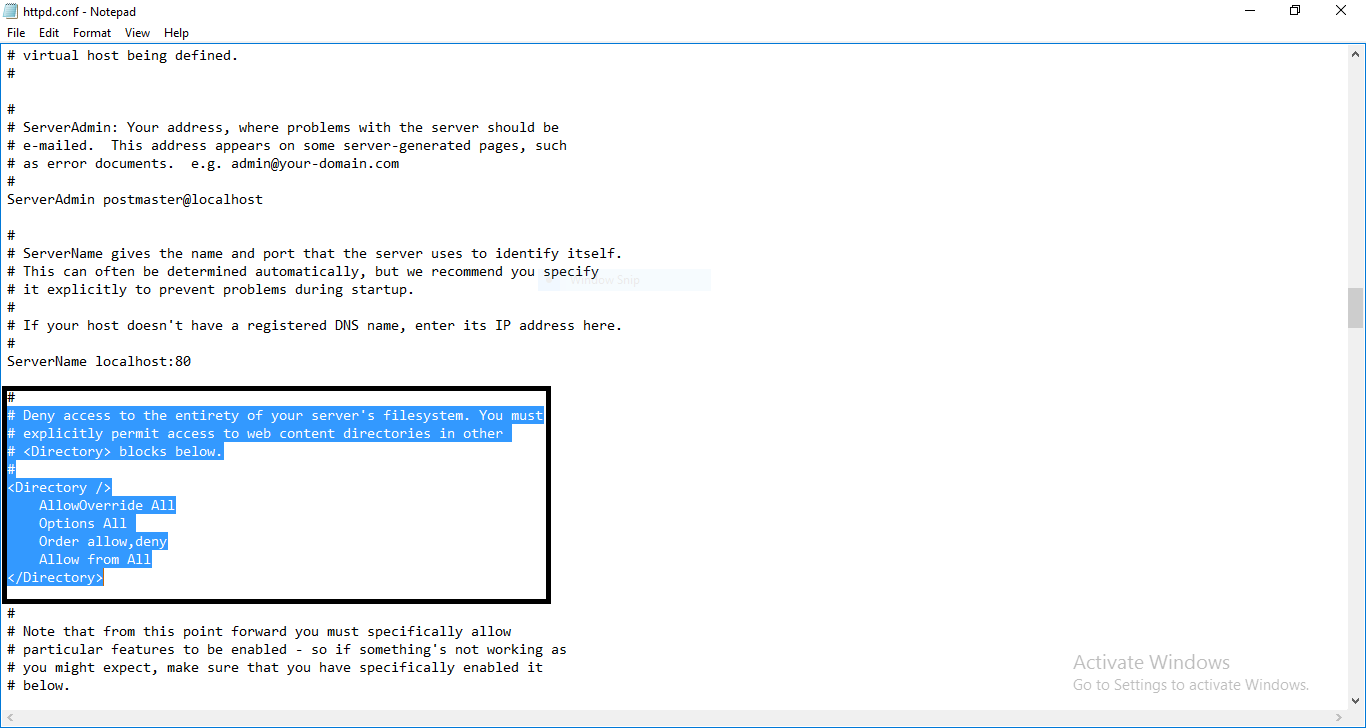 httpd.conf - Notepad
File Edit Format View Help
# virtual host being defined.
#
#
# ServerAdmin: Your address, where problems with the server should be
# e-mailed.  This address appears on some server-generated pages, such
# as error documents.  e.g. admin@your-domain.com
#
ServerAdmin postmaster@localhost
#
# ServerName gives the name and port that the server uses to identify itself.
# This can often be determined automatically, but we recommend you specify
Window Snip
# it explicitly to prevent problems during startup.
#
# If your host doesn't have a registered DNS name, enter its IP address here.
#
ServerName localhost:80
#
# Deny access to the entirety of your server's filesystem. You must
# explicitly permit access to web content directories in other
# <Directory> blocks below.
#
<Directory />
    AllowOverride All
    Options All
    Order allow,deny
    Allow from All
</Directory>
#
# Note that from this point forward you must specifically allow
# particular features to be enabled - so if something's not working as
# you might expect, make sure that you have specifically enabled it
# below.
Activate Windows
Go to Settings to activate Windows.